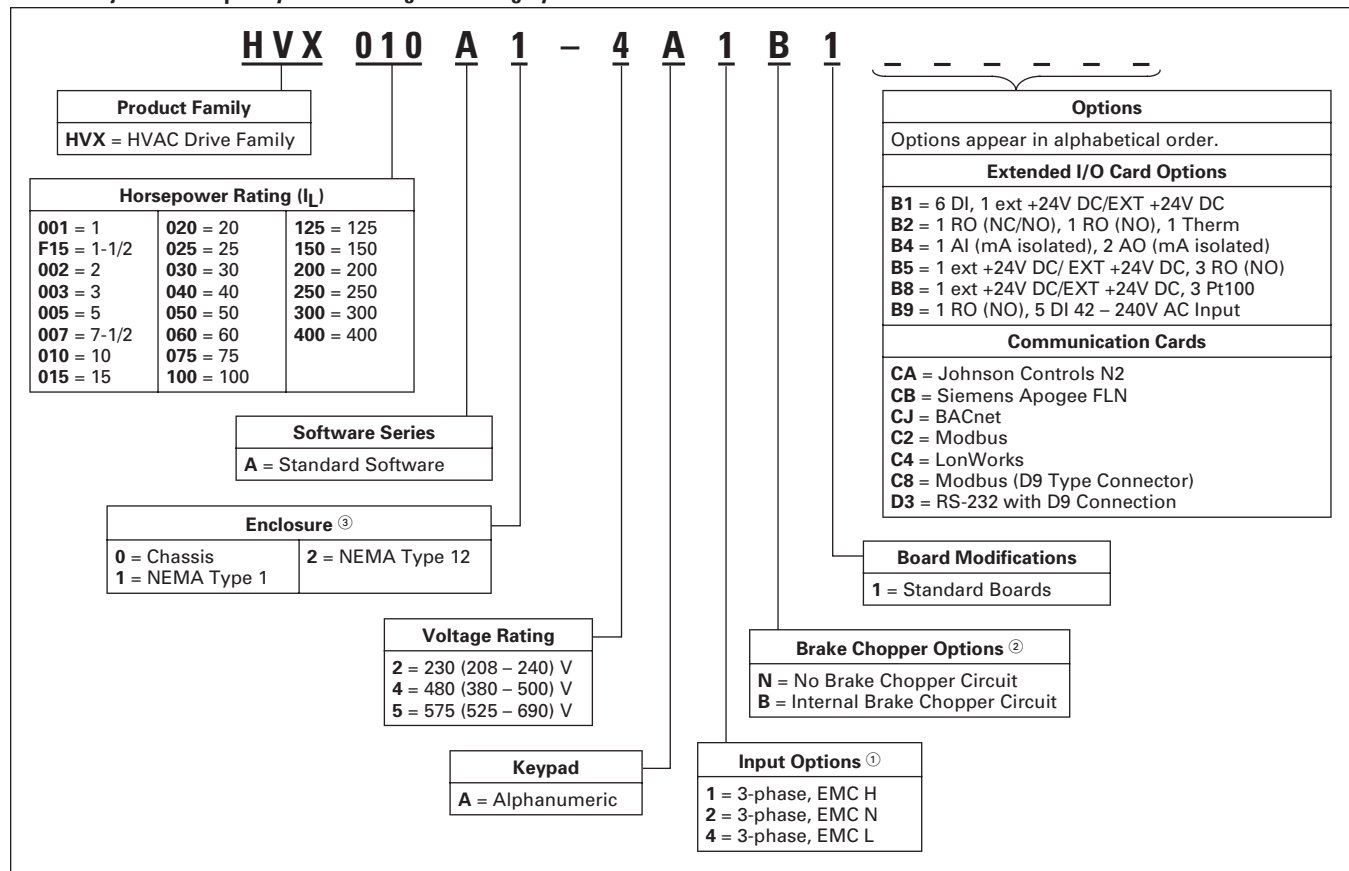 HVX 010 A 1 – 4 A 1 B 1 _ _ _ _ _ _
Product Family
HVX = HVAC Drive Family
Horsepower Rating (IL)
001 = 1
F15 = 1-1/2
002 = 2
003 = 3
005 = 5
007 = 7-1/2
010 = 10
015 = 15
020 = 20
025 = 25
030 = 30
040 = 40
050 = 50
060 = 60
075 = 75
100 = 100
125 = 125
150 = 150
200 = 200
250 = 250
300 = 300
400 = 400
Software Series
A = Standard Software
Enclosure ③
0 = Chassis
1 = NEMA Type 1
2 = NEMA Type 12
Voltage Rating
2 = 230 (208 – 240) V
4 = 480 (380 – 500) V
5 = 575 (525 – 690) V
Keypad
A = Alphanumeric
Input Options ①
1 = 3-phase, EMC H
2 = 3-phase, EMC N
4 = 3-phase, EMC L
Brake Chopper Options ②
N = No Brake Chopper Circuit
B = Internal Brake Chopper Circuit
Board Modifications
1 = Standard Boards
Options
Options appear in alphabetical order.
Extended I/O Card Options
B1 = 6 DI, 1 ext +24V DC/EXT +24V DC
B2 = 1 RO (NC/NO), 1 RO (NO), 1 Therm
B4 = 1 AI (mA isolated), 2 AO (mA isolated)
B5 = 1 ext +24V DC/ EXT +24V DC, 3 RO (NO)
B8 = 1 ext +24V DC/EXT +24V DC, 3 Pt100
B9 = 1 RO (NO), 5 DI 42 – 240V AC Input
Communication Cards
CA = Johnson Controls N2
CB = Siemens Apogee FLN
CJ = BACnet
C2 = Modbus
C4 = LonWorks
C8 = Modbus (D9 Type Connector)
D3 = RS-232 with D9 Connection